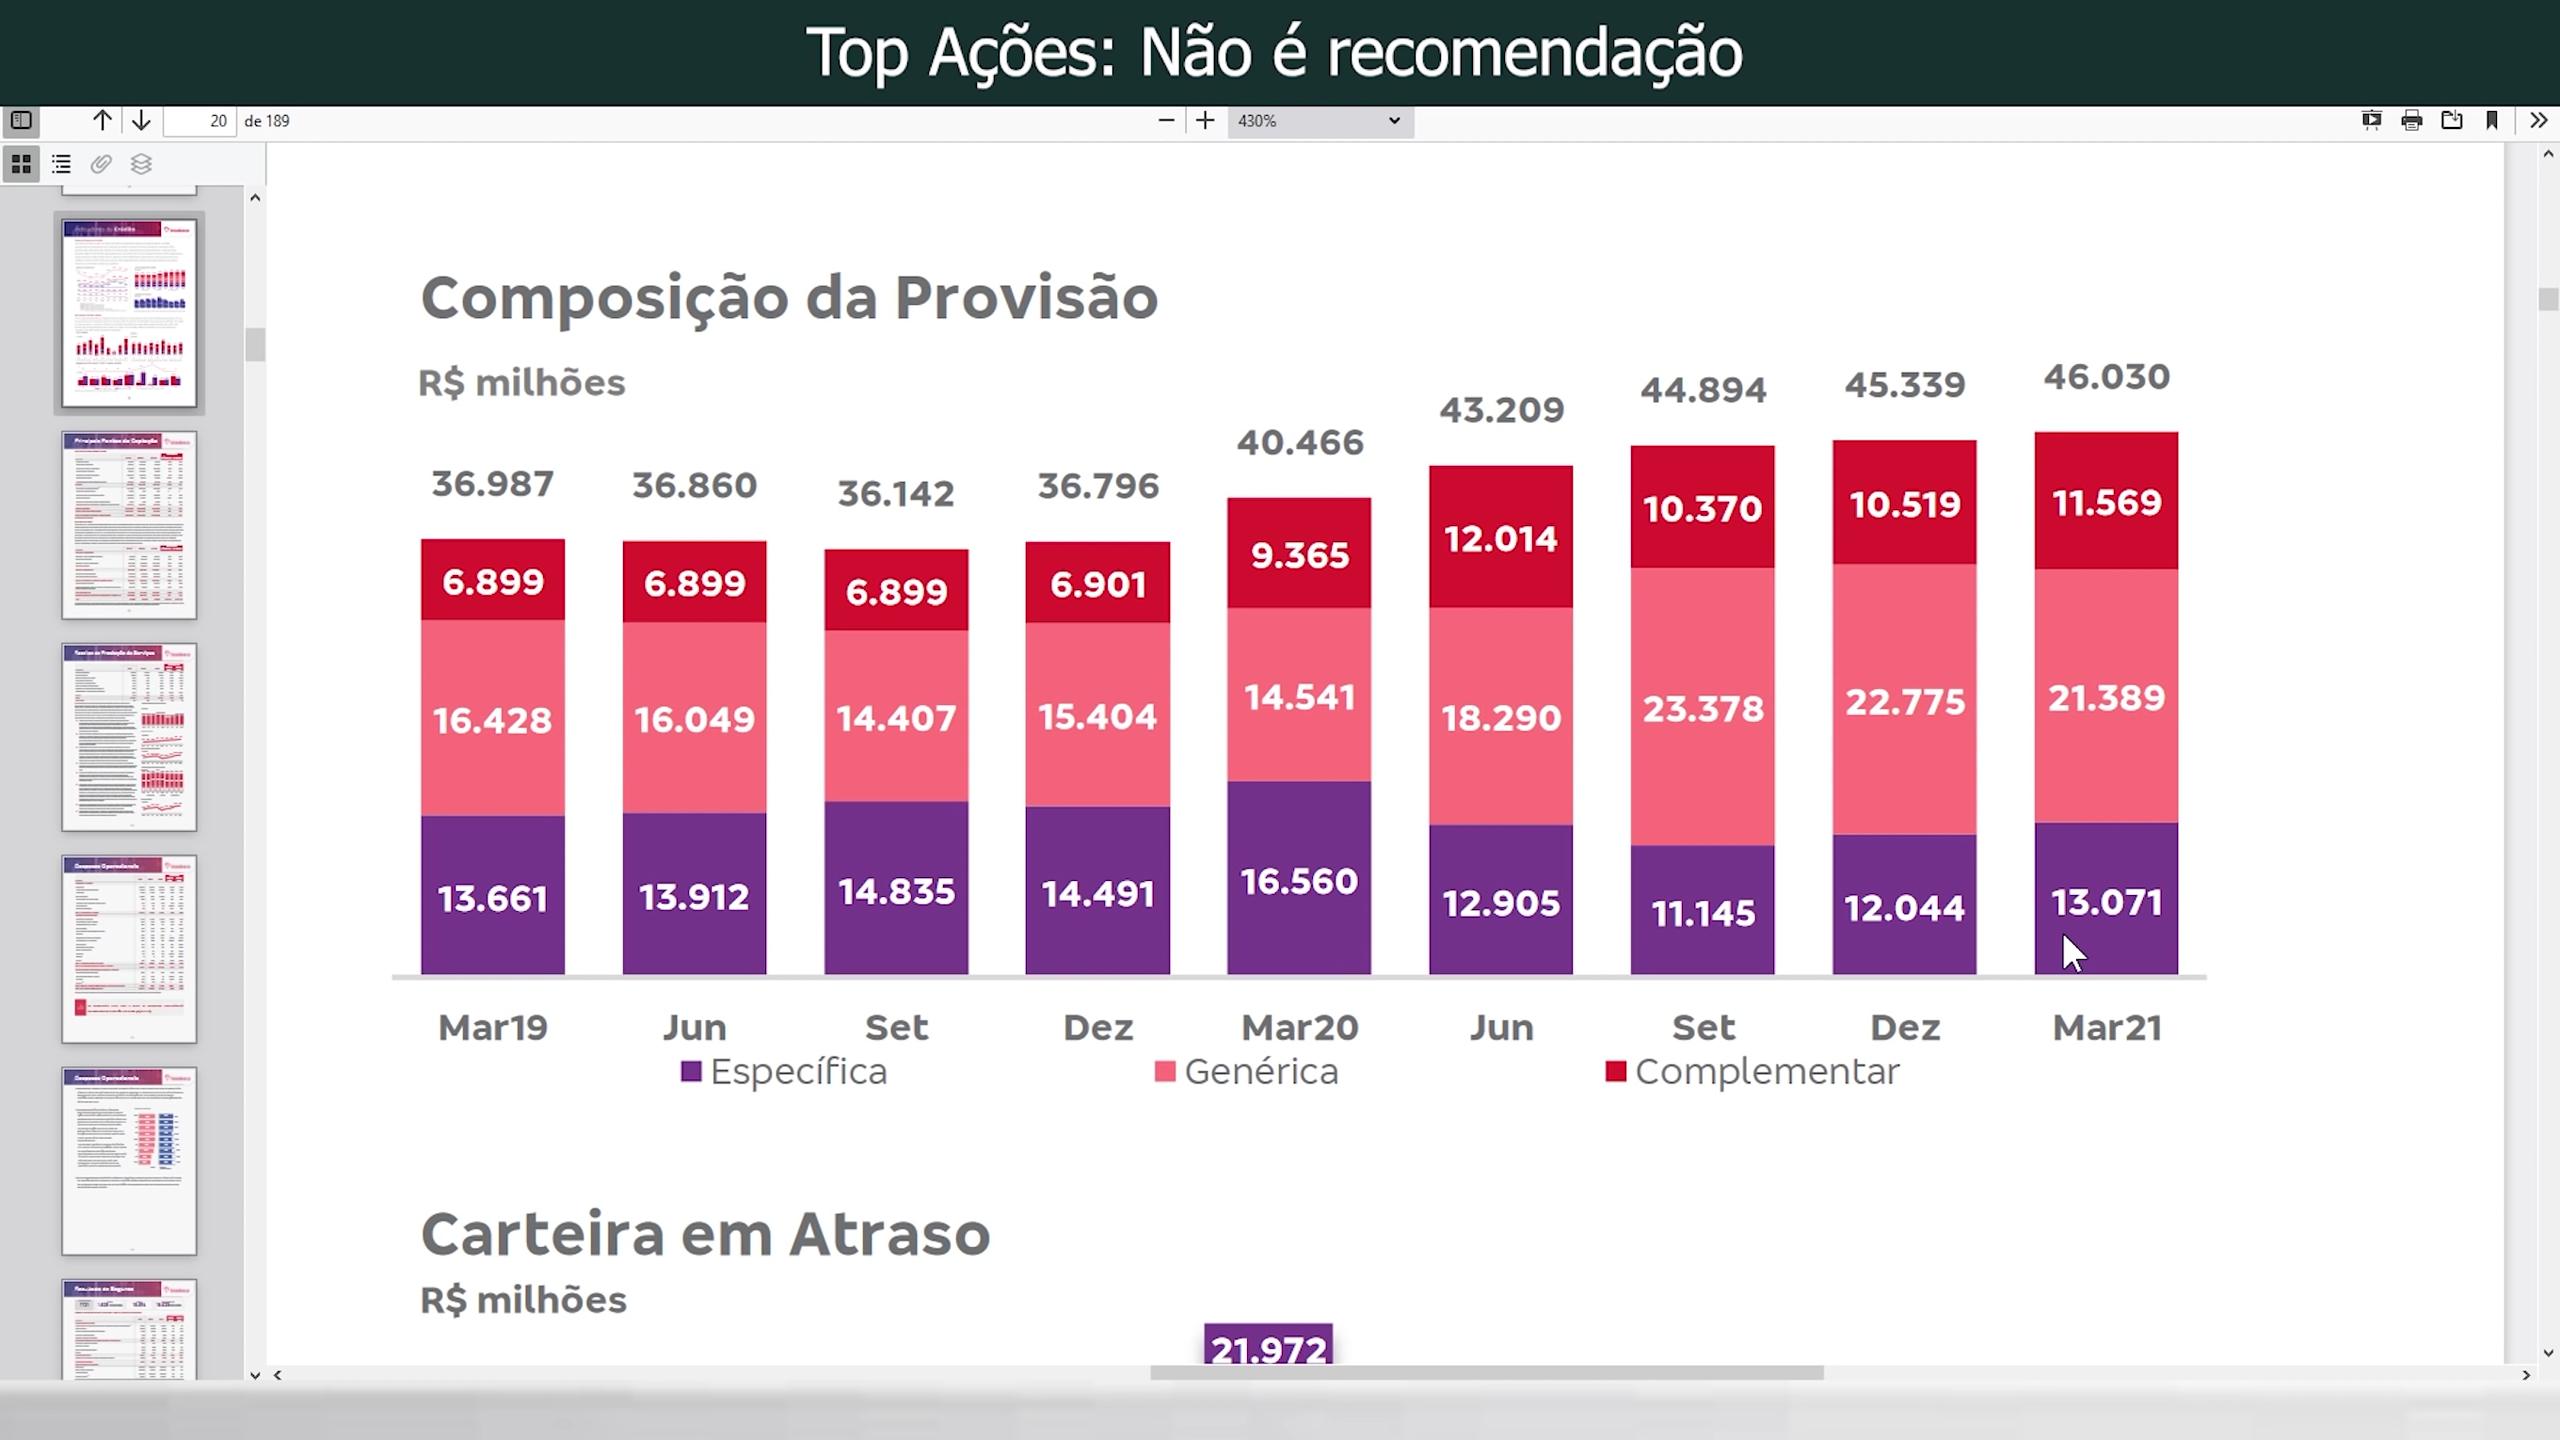 Top Ações: Não é recomendação
20 de 189
430%
Composição da Provisão
R$ milhões
36.987 36.860 36.142 36.796 40.466 43.209 44.894 45.339 46.030
6.899 6.899 6.899 6.901 9.365 12.014 10.370 10.519 11.569
16.428 16.049 14.407 15.404 14.541 18.290 23.378 22.775 21.389
13.661 13.912 14.835 14.491 16.560 12.905 11.145 12.044 13.071
Mar19 Jun Set Dez Mar20 Jun Set Dez Mar21
Específica Genérica Complementar
Carteira em Atraso
R$ milhões
21.972